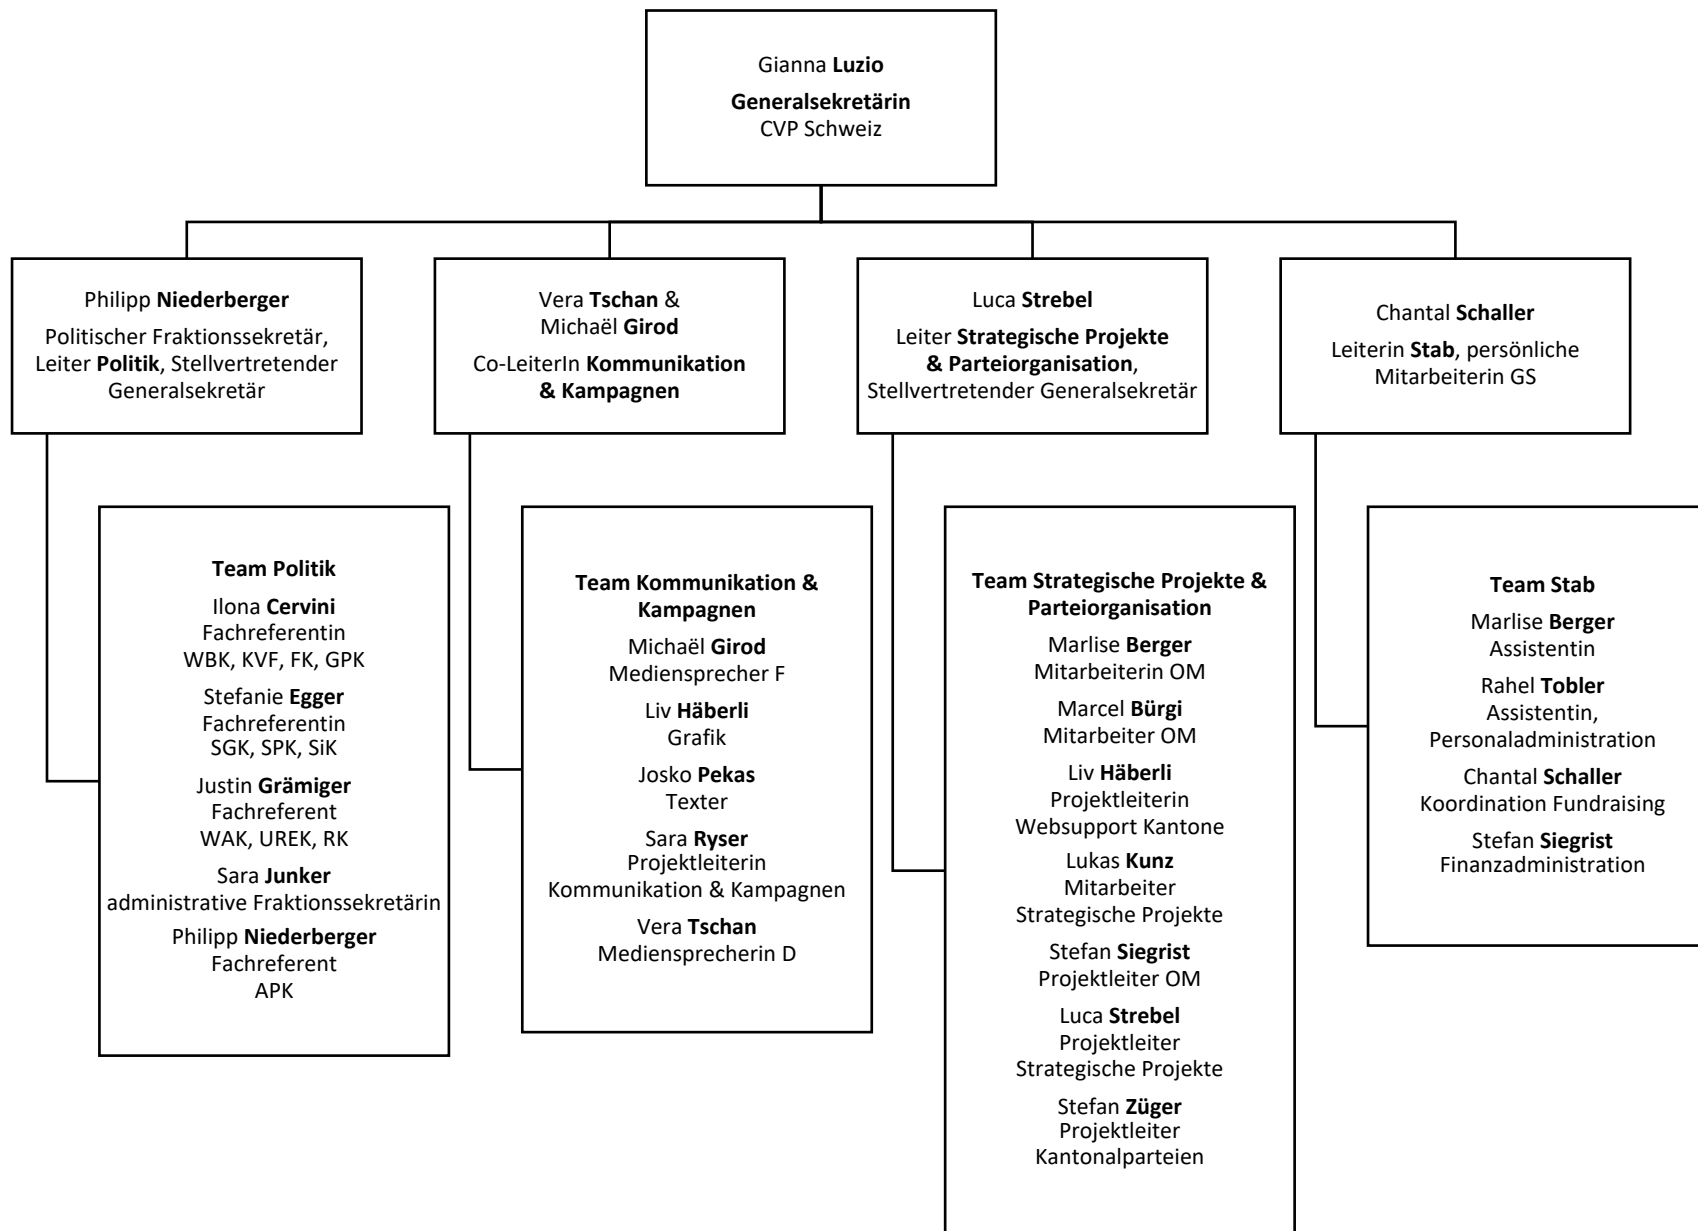 Gianna Luzio
Generalsekretärin
CVP Schweiz
Philipp Niederberger
Politischer Fraktionssekretär,
Leiter Politik, Stellvertretender
Generalsekretär
Vera Tschan &
Michaël Girod
Co-LeiterIn Kommunikation
& Kampagnen
Luca Strebel
Leiter Strategische Projekte
& Parteiorganisation,
Stellvertretender Generalsekretär
Chantal Schaller
Leiterin Stab, persönliche
Mitarbeiterin GS
Team Politik
Ilona Cervini
Fachreferentin
WBK, KVF, FK, GPK
Stefanie Egger
Fachreferentin
SGK, SPK, SiK
Justin Grämiger
Fachreferent
WAK, UREK, RK
Sara Junker
administrative Fraktionssekretärin
Philipp Niederberger
Fachreferent
APK
Team Kommunikation &
Kampagnen
Michaël Girod
Mediensprecher F
Liv Häberli
Grafik
Josko Pekas
Texter
Sara Ryser
Projektleiterin
Kommunikation & Kampagnen
Vera Tschan
Mediensprecherin D
Team Strategische Projekte &
Parteiorganisation
Marlise Berger
Mitarbeiterin OM
Marcel Bürgi
Mitarbeiter OM
Liv Häberli
Projektleiterin
Websupport Kantone
Lukas Kunz
Mitarbeiter
Strategische Projekte
Stefan Siegrist
Projektleiter OM
Luca Strebel
Projektleiter
Strategische Projekte
Stefan Züger
Projektleiter
Kantonalparteien
Team Stab
Marlise Berger
Assistentin
Rahel Tobler
Assistentin,
Personaladministration
Chantal Schaller
Koordination Fundraising
Stefan Siegrist
Finanzadministration